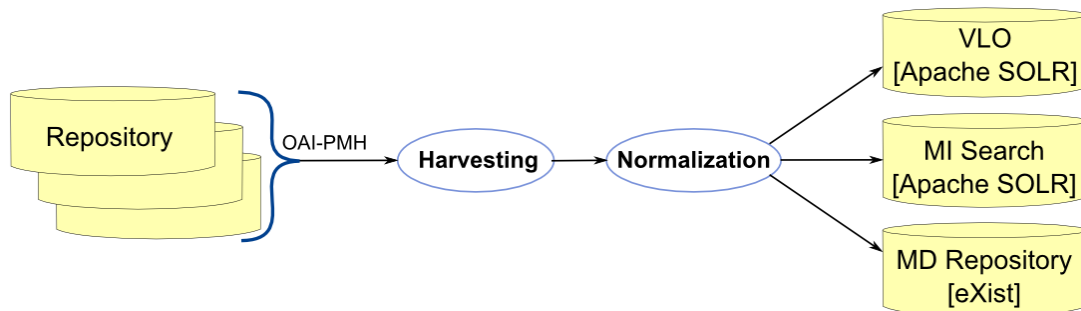 Repository
OAI-PMH
Harvesting
Normalization
VLO
[Apache SOLR]
MI Search
[Apache SOLR]
MD Repository
[eXist]